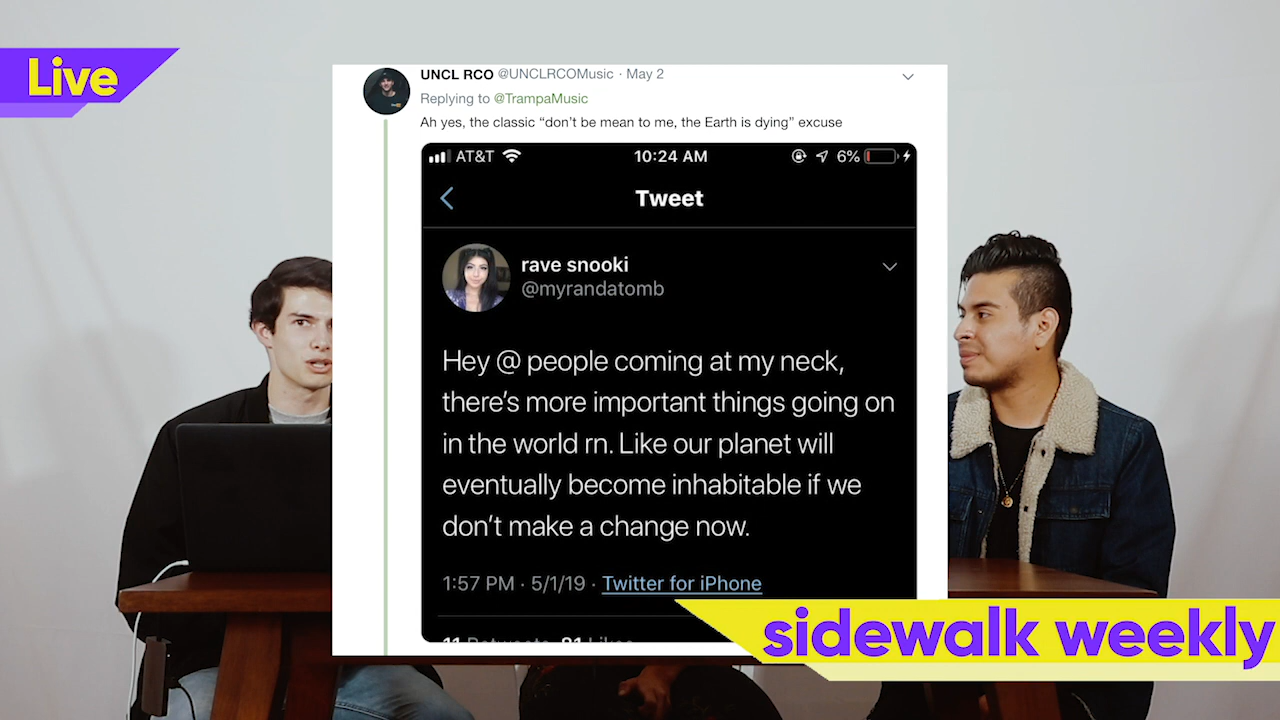 Live
UNCL RCO @UNCLRCOMusic · May 2
Replying to @TrampaMusic
Ah yes, the classic “don’t be mean to me, the Earth is dying” excuse
AT&T 10:24 AM 6%
Tweet
rave snooki
@myrandatomb
Hey @ people coming at my neck,
there’s more important things going on
in the world rn. Like our planet will
eventually become inhabitable if we
don’t make a change now.
1:57 PM · 5/1/19 · Twitter for iPhone
sidewalk weekly